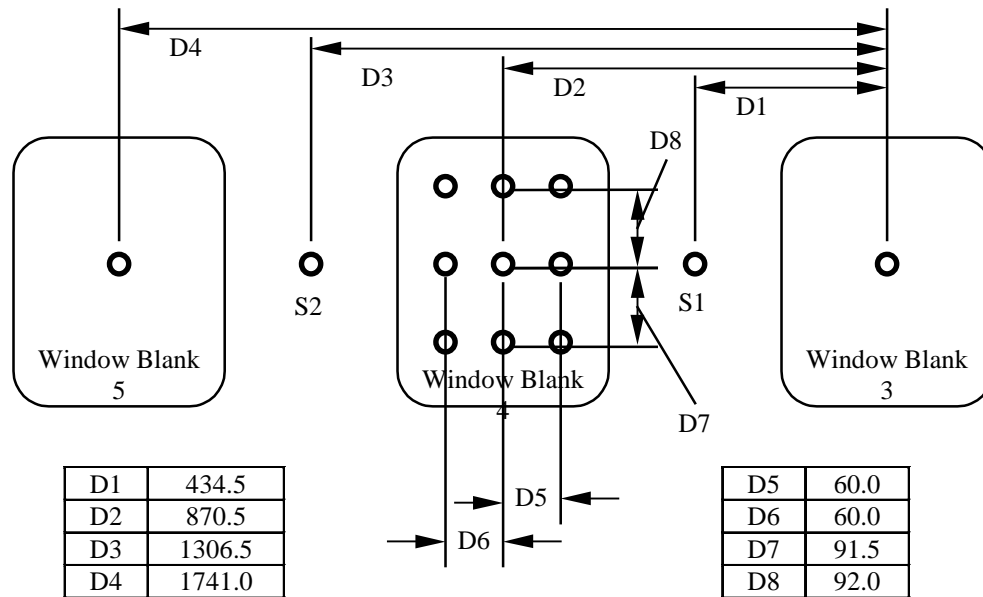 D4
D3
D2
D1
D8
S2
S1
Window Blank
5
Window Blank
4
Window Blank
3
D7
D5
D6
D1 434.5
D2 870.5
D3 1306.5
D4 1741.0
D5 60.0
D6 60.0
D7 91.5
D8 92.0